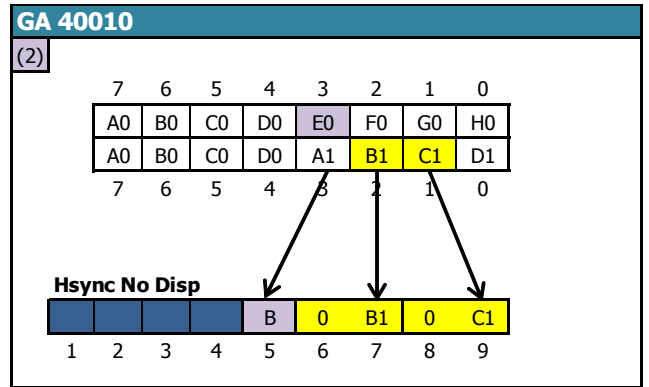 GA 40010
(2)
7 6 5 4 3 2 1 0
A0 B0 C0 D0 E0 F0 G0 H0
A0 B0 C0 D0 A1 B1 C1 D1
7 6 5 4 3 2 1 0
Hsync No Disp
B 0 B1 0 C1
1 2 3 4 5 6 7 8 9